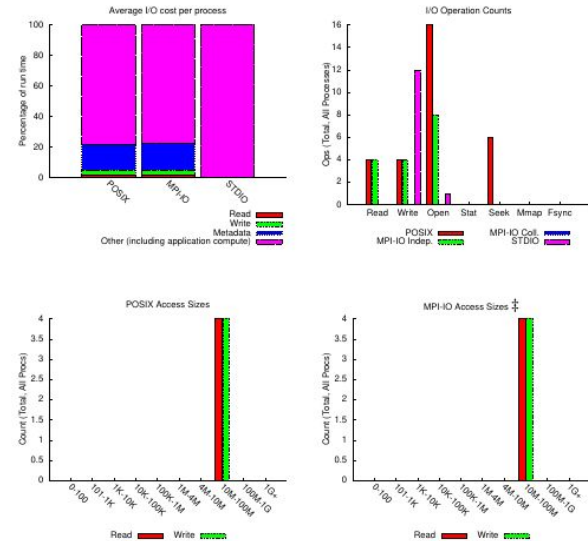 Average I/O cost per process
Percentage of run time
100
80
60
40
20
0
POSIX
MPI-IO
STDIO
Read
Write
Metadata
Other (including application compute)
I/O Operation Counts
Ops (Total, All Processes)
16
14
12
10
8
6
4
2
0
Read Write Open Stat Seek Mmap Fsync
POSIX MPI-IO Coll.
MPI-IO Indep. STDIO
POSIX Access Sizes
Count (Total, All Procs)
4
3.5
3
2.5
2
1.5
1
0.5
0
0-100
101-1K
1K-10K
10K-100K
100K-1M
1M-4M
4M-10M
10M-100M
100M-1G
1G+
Read Write
MPI-IO Access Sizes ‡
Count (Total, All Procs)
4
3.5
3
2.5
2
1.5
1
0.5
0
0-100
101-1K
1K-10K
10K-100K
100K-1M
1M-4M
4M-10M
10M-100M
100M-1G
1G+
Read Write